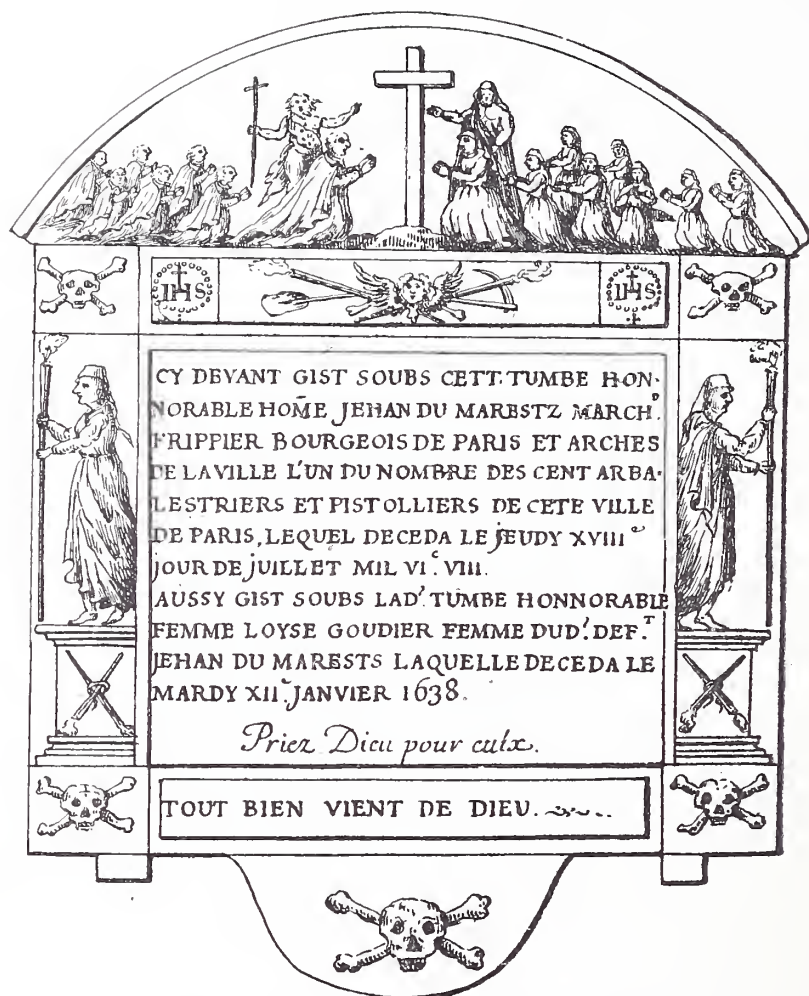 IHS
IHS
CY DEVANT GIST SOUBS CETT. TUMBE HON-
NORABLE HOM̃E JEHAN DU MARESTZ MARCH.D
FRIPPIER BOURGEOIS DE PARIS ET ARCHES
DE LA VILLE L'UN DU NOMBRE DES CENT ARBA-
LESTRIERS ET PISTOLLIERS DE CETE VILLE
DE PARIS, LEQUEL DECEDA LE JEUDY XVIII e
JOUR DE JUILLET MIL VI.c VIII.
AUSSY GIST SOUBS LAD.' TUMBE HONNORABLE
FEMME LOYSE GOUDIER FEMME DUD.' DEF.T
JEHAN DU MARESTS LAQUELLE DECEDA LE
MARDY XII. JANVIER 1638.
Priez Dieu pour eulx.
TOUT BIEN VIENT DE DIEU.